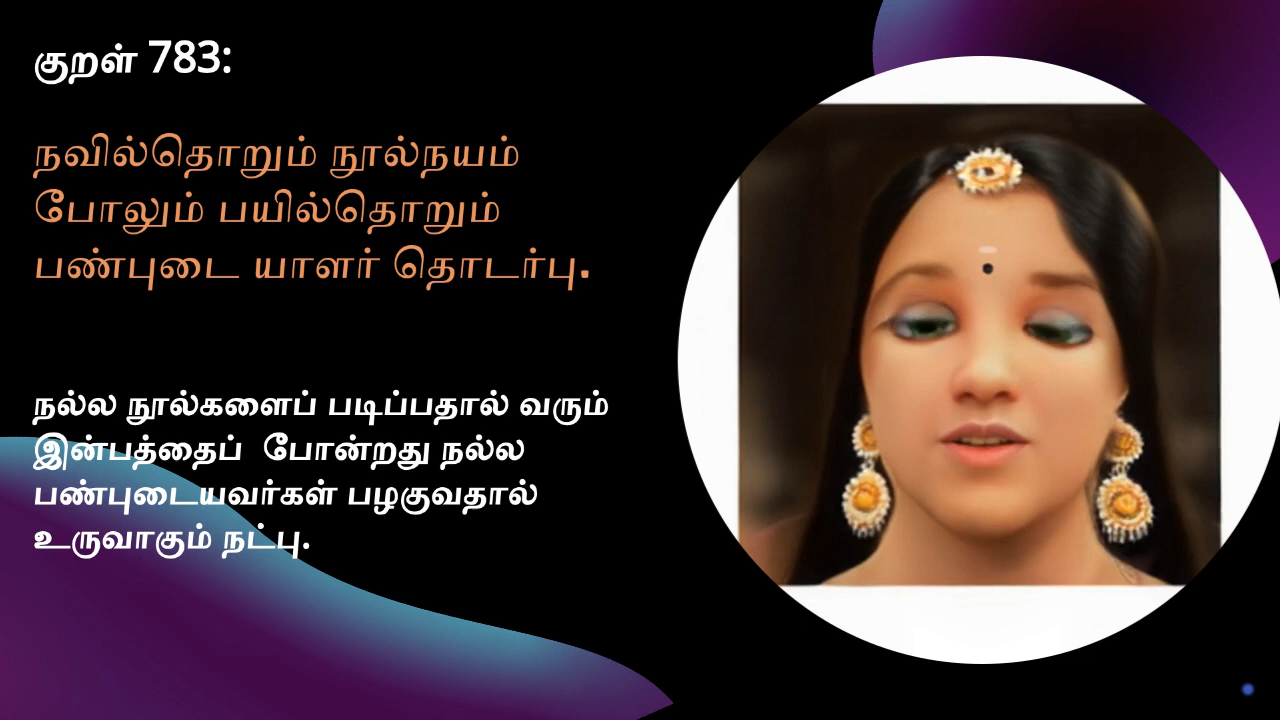 குறள் 783:
நவில்தொறும் நூல்நயம்
போலும் பயில்தொறும்
பண்புடை யாளர் தொடர்பு.
நல்ல நூல்களைப் படிப்பதால் வரும்
இன்பத்தைப் போன்றது நல்ல
பண்புடையவர்கள் பழகுவதால்
உருவாகும் நட்பு.